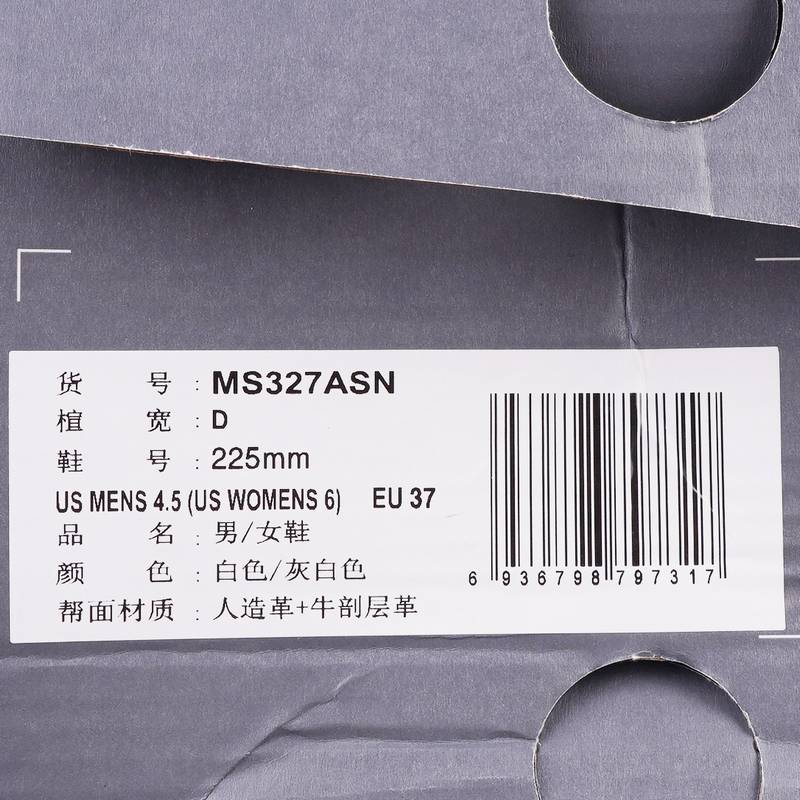 货 号 : MS327ASN
楦 宽 : D
鞋 号 : 225mm
US MENS 4.5 (US WOMENS 6) EU 37
品 名 : 男/女鞋
颜 色 : 白色/灰白色
帮面材质 : 人造革+牛剖层革
6 936798 797317